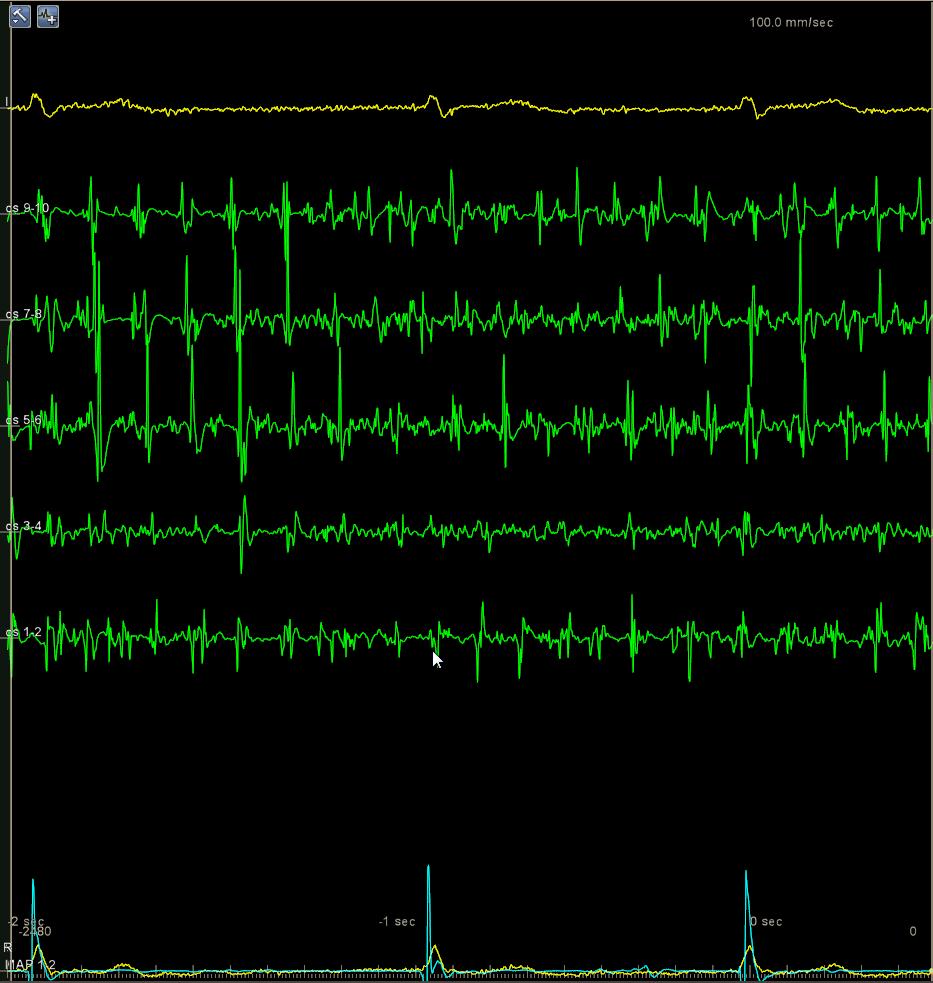 100.0 mm/sec
I
cs 9-10
cs 7-8
cs 5-6
cs 3-4
cs 1-2
-2 sec
-1 sec
0 sec
-2480
0
R
MAP 1-2